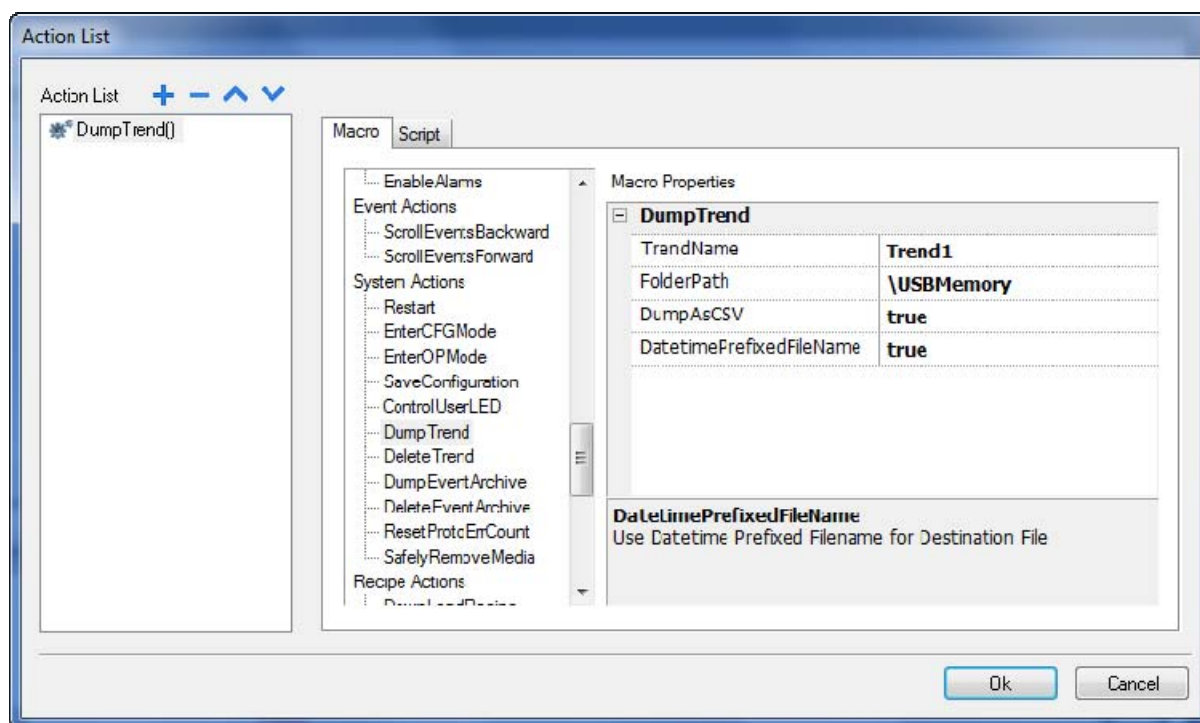 Action List
Action List
DumpTrend()
Macro
Script
EnableAlarms
Event Actions
ScrollEventsBackward
ScrollEventsForward
System Actions
Restart
EnterCFGMode
EnterOPMode
SaveConfiguration
ControlUserLED
DumpTrend
DeleteTrend
DumpEventArchive
DeleteEventArchive
ResetProtoErrCount
SafelyRemoveMedia
Recipe Actions
Macro Properties
DumpTrend
TrendName Trend1
FolderPath \USBMemory
DumpAsCSV true
DatetimePrefixedFileName true
DatetimePrefixedFileName
Use Datetime Prefixed Filename for Destination File
Ok
Cancel